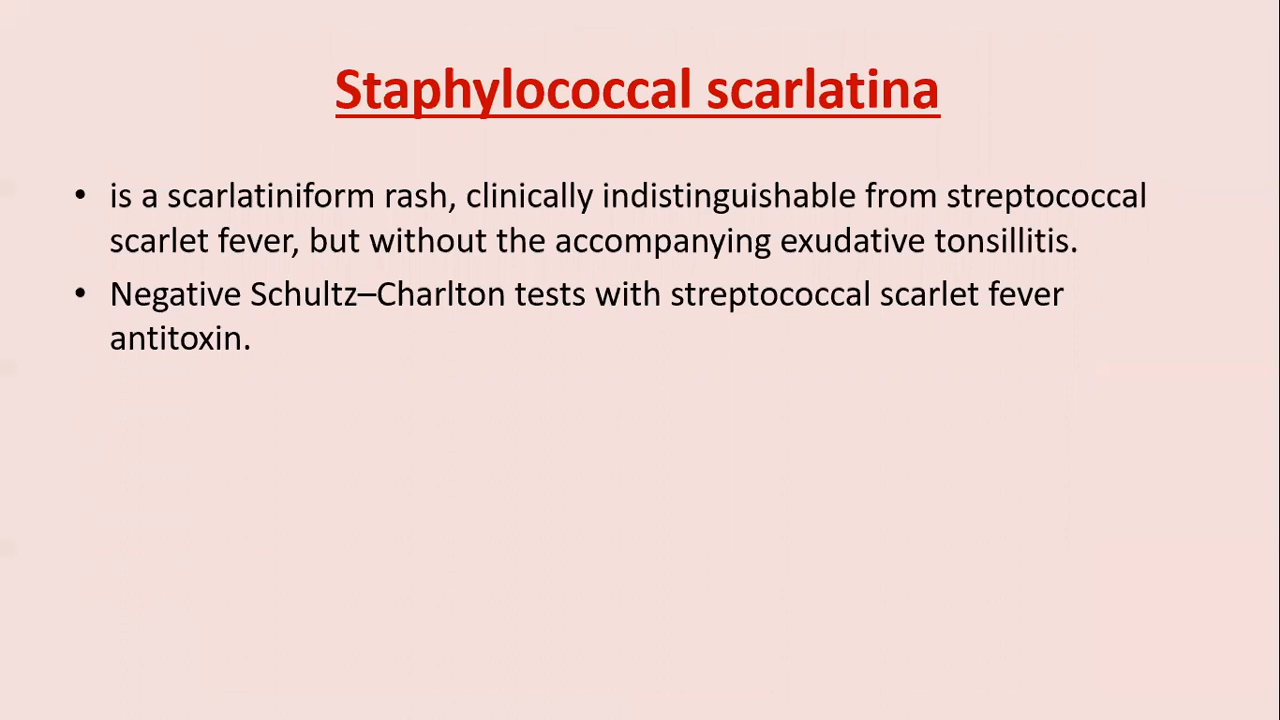 Staphylococcal scarlatina
• is a scarlatiniform rash, clinically indistinguishable from streptococcal
scarlet fever, but without the accompanying exudative tonsillitis.
• Negative Schultz–Charlton tests with streptococcal scarlet fever
antitoxin.